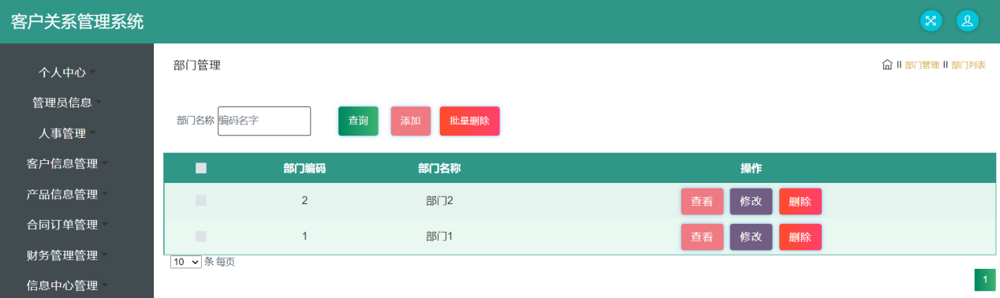 客户关系管理系统
个人中心
管理员信息
人事管理
客户信息管理
产品信息管理
合同订单管理
财务管理管理
信息中心管理
部门管理
部门管理 部门列表
部门名称 编码名字 查询 添加 批量删除
部门编码 部门名称 操作
2 部门2 查看 修改 删除
1 部门1 查看 修改 删除
10 条 每页
1